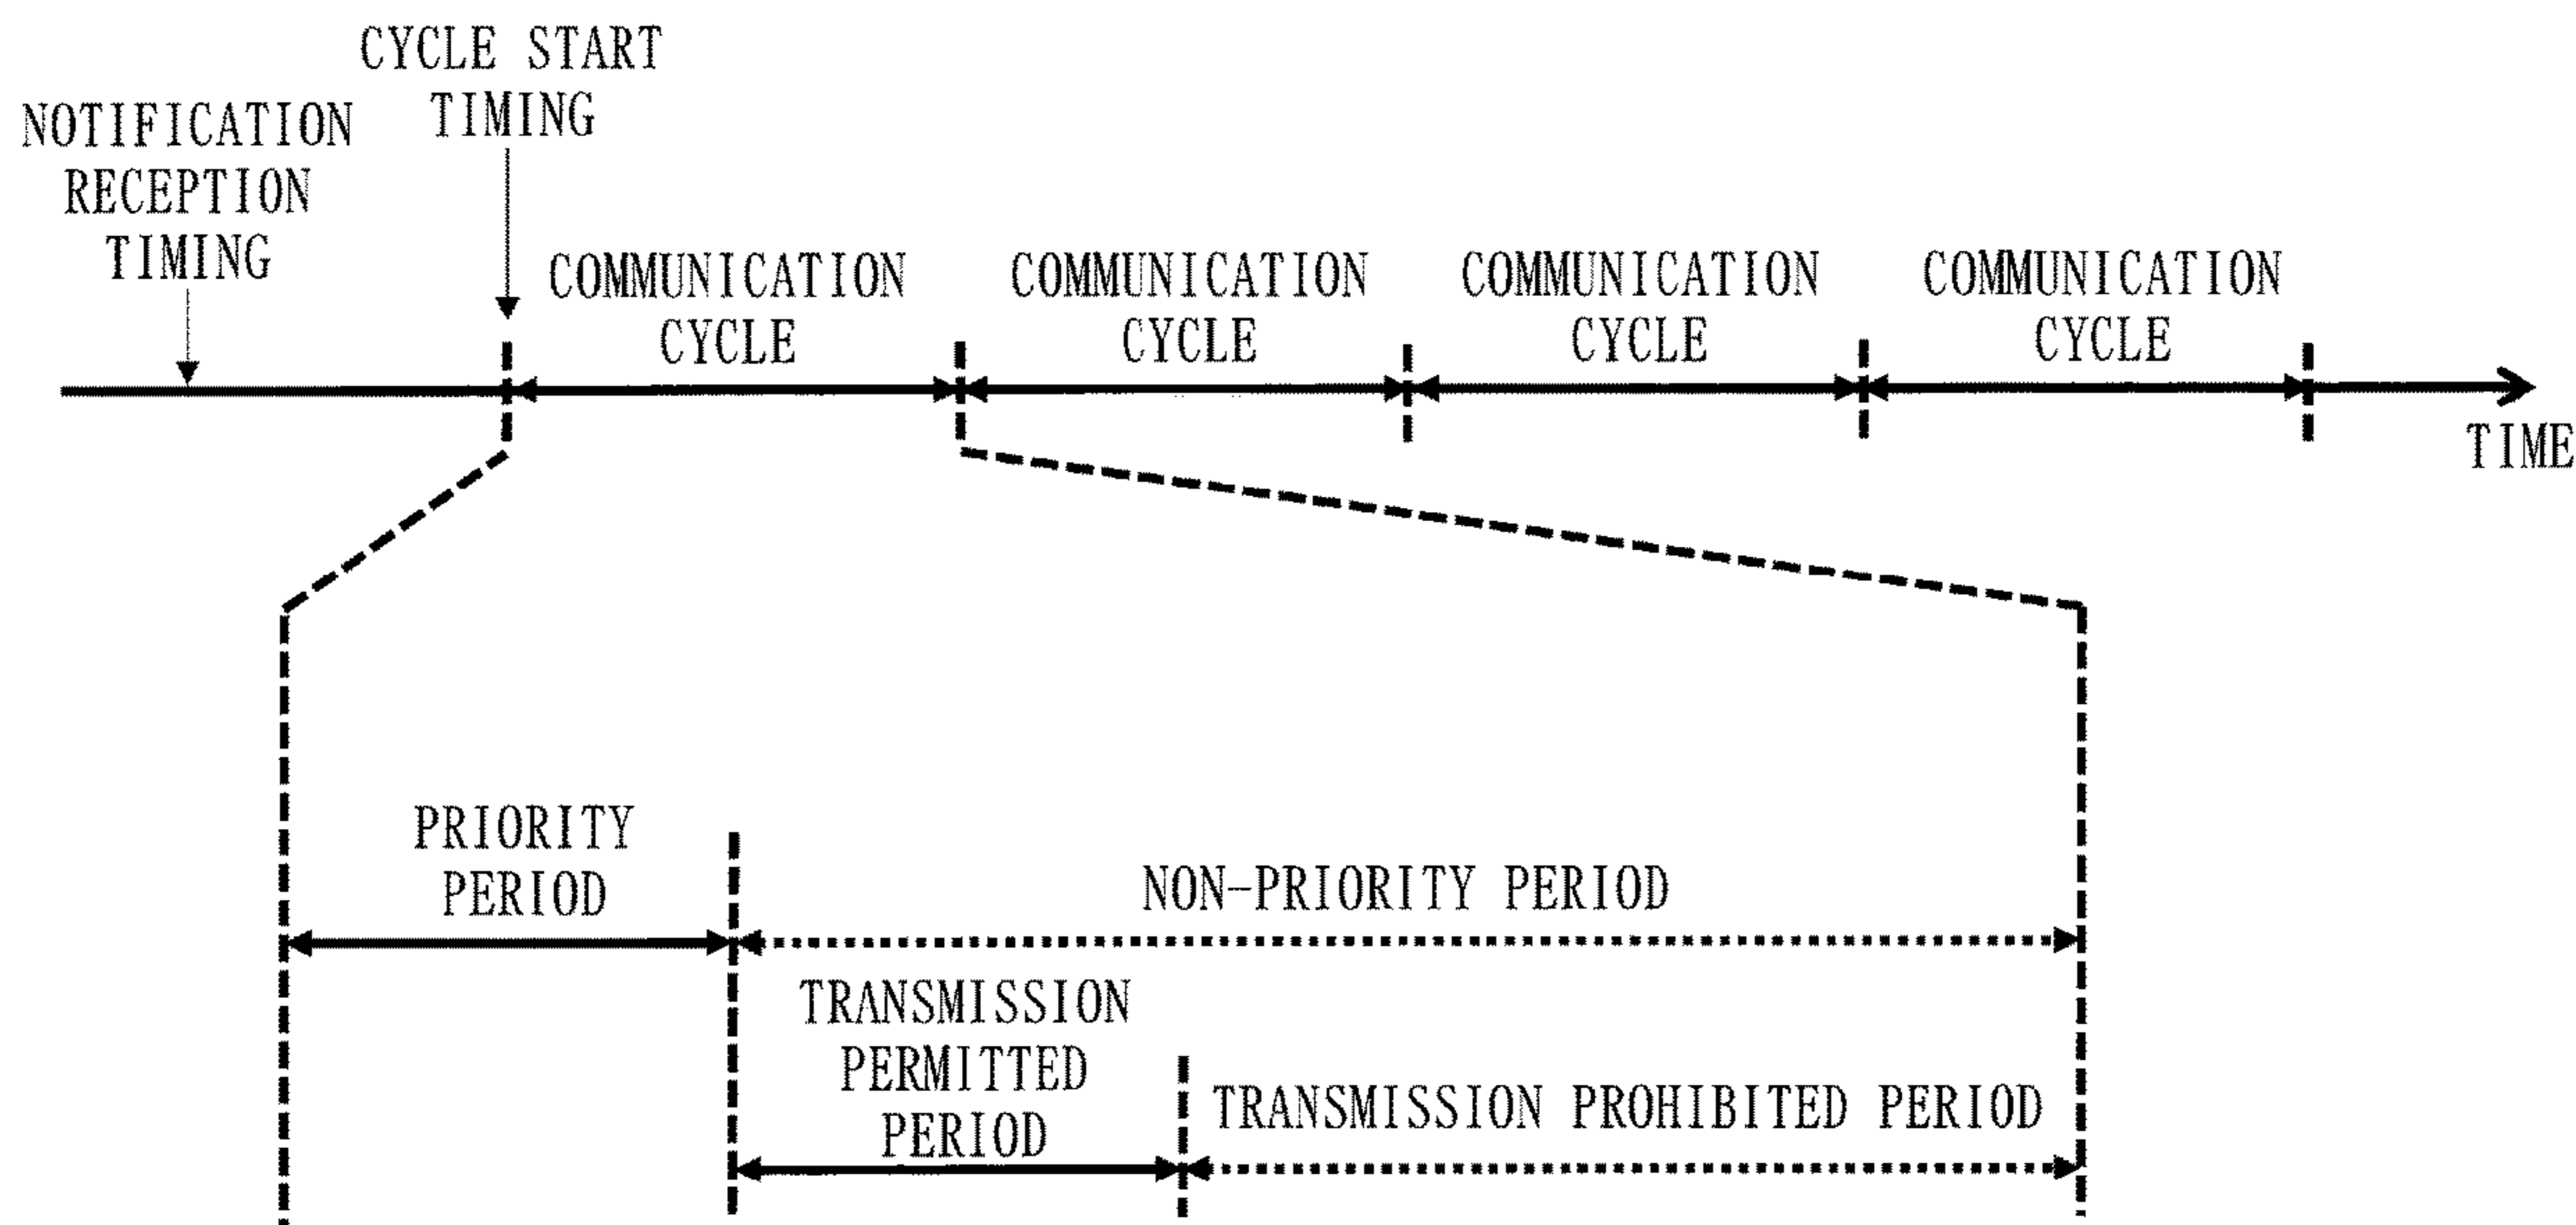 CYCLE START
TIMING
NOTIFICATION
RECEPTION
TIMING
COMMUNICATION
CYCLE
COMMUNICATION
CYCLE
COMMUNICATION
CYCLE
COMMUNICATION
CYCLE
TIME
PRIORITY
PERIOD
NON-PRIORITY PERIOD
TRANSMISSION
PERMITTED
PERIOD
TRANSMISSION PROHIBITED PERIOD